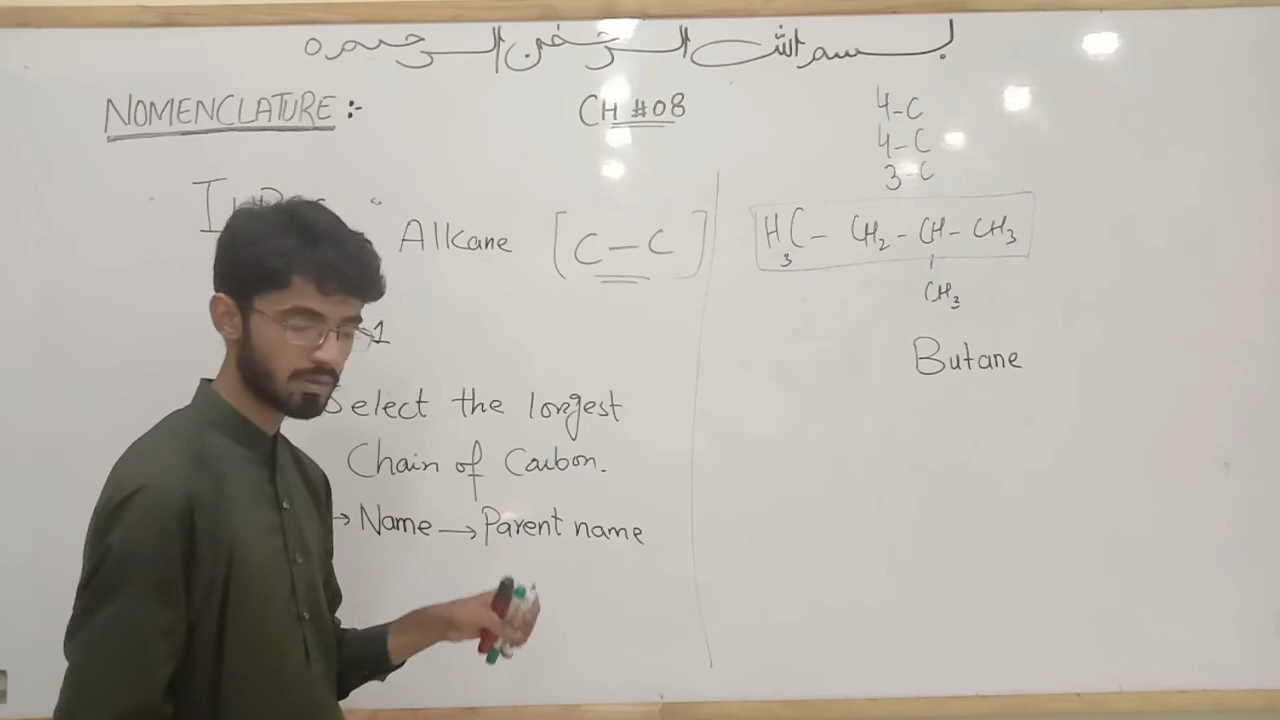 بسم الله الرحمن الرحيم
NOMENCLATURE :-
CH #08
Alkane [C-C]
1
Select the longest
Chain of Carbon.
→ Name → Parent name
4-C
4-C
3-C
H3C - CH2 - CH - CH3
CH3
Butane